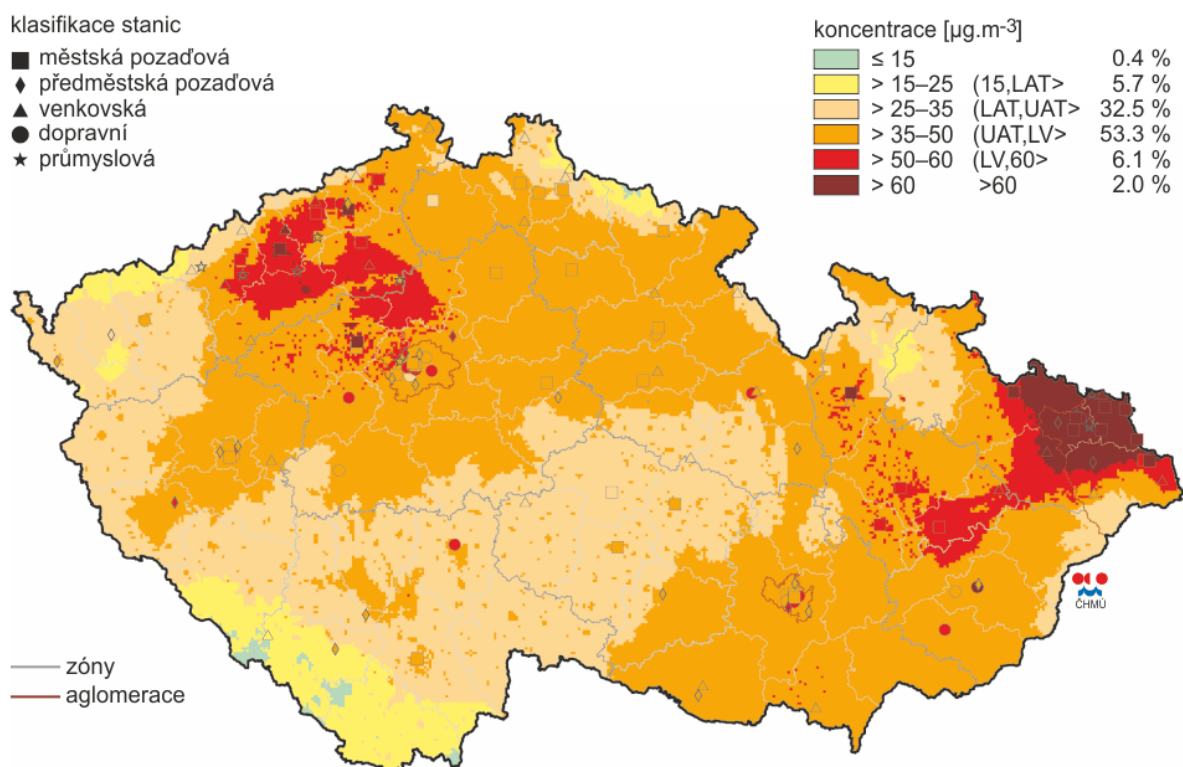 klasifikace stanic
městská pozaďová
předměstská pozaďová
venkovská
dopravní
průmyslová
koncentrace [µg.m-3]
≤ 15 0.4 %
> 15–25 (15,LAT> 5.7 %
> 25–35 (LAT,UAT> 32.5 %
> 35–50 (UAT,LV> 53.3 %
> 50–60 (LV,60> 6.1 %
> 60 >60 2.0 %
ČHMÚ
zóny
aglomerace